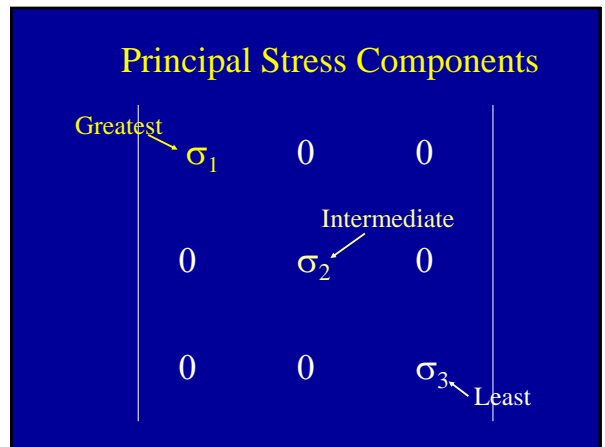 Principal Stress Components
Greatest
σ₁ 0 0
Intermediate
0 σ₂ 0
0 0 σ₃
Least